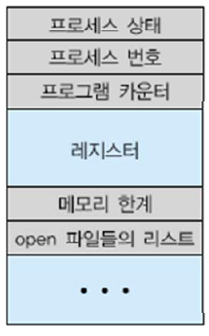 프로세스 상태
프로세스 번호
프로그램 카운터
레지스터
메모리 한계
open 파일들의 리스트
• • •